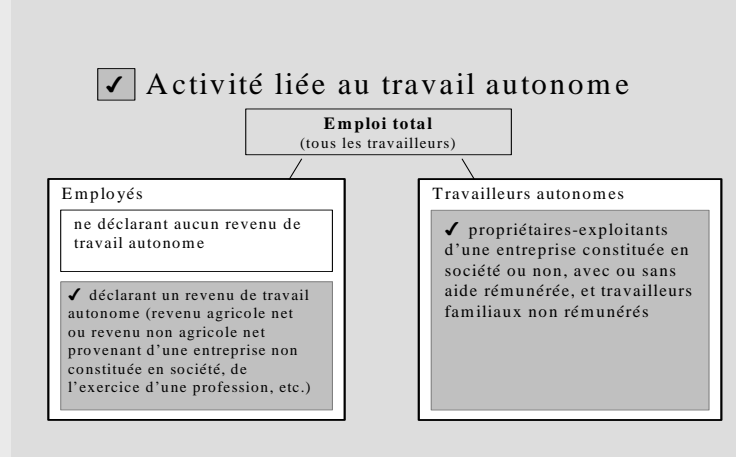 ✓ Activité liée au travail autonome
Emploi total
(tous les travailleurs)
Employés
ne déclarant aucun revenu de
travail autonome
✓ déclarant un revenu de travail
autonome (revenu agricole net
ou revenu non agricole net
provenant d’une entreprise non
constituée en société, de
l’exercice d’une profession, etc.)
Travailleurs autonomes
✓ propriétaires-exploitants
d’une entreprise constituée en
société ou non, avec ou sans
aide rémunérée, et travailleurs
familiaux non rémunérés